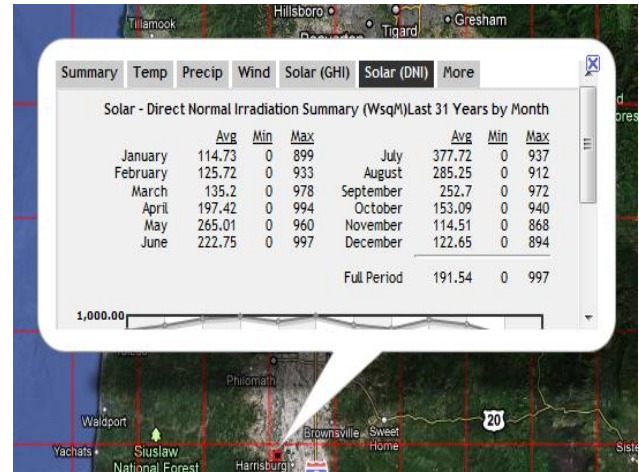 Hillsboro
Tillamook
Gresham
Tigard
Summary Temp Precip Wind Solar (GHI) Solar (DNI) More
Solar - Direct Normal Irradiation Summary (WsqM)Last 31 Years by Month
Avg Min Max Avg Min Max
January 114.73 0 899 July 377.72 0 937
February 125.72 0 933 August 285.25 0 912
March 135.2 0 978 September 252.7 0 972
April 197.42 0 994 October 153.09 0 940
May 265.01 0 960 November 114.51 0 868
June 222.75 0 997 December 122.65 0 894
Full Period 191.54 0 997
1,000.00
Philomath
Waldport
20
Brownsville Sweet
Home
Yachats
Siuslaw
National Forest
Harrisburg
Siste